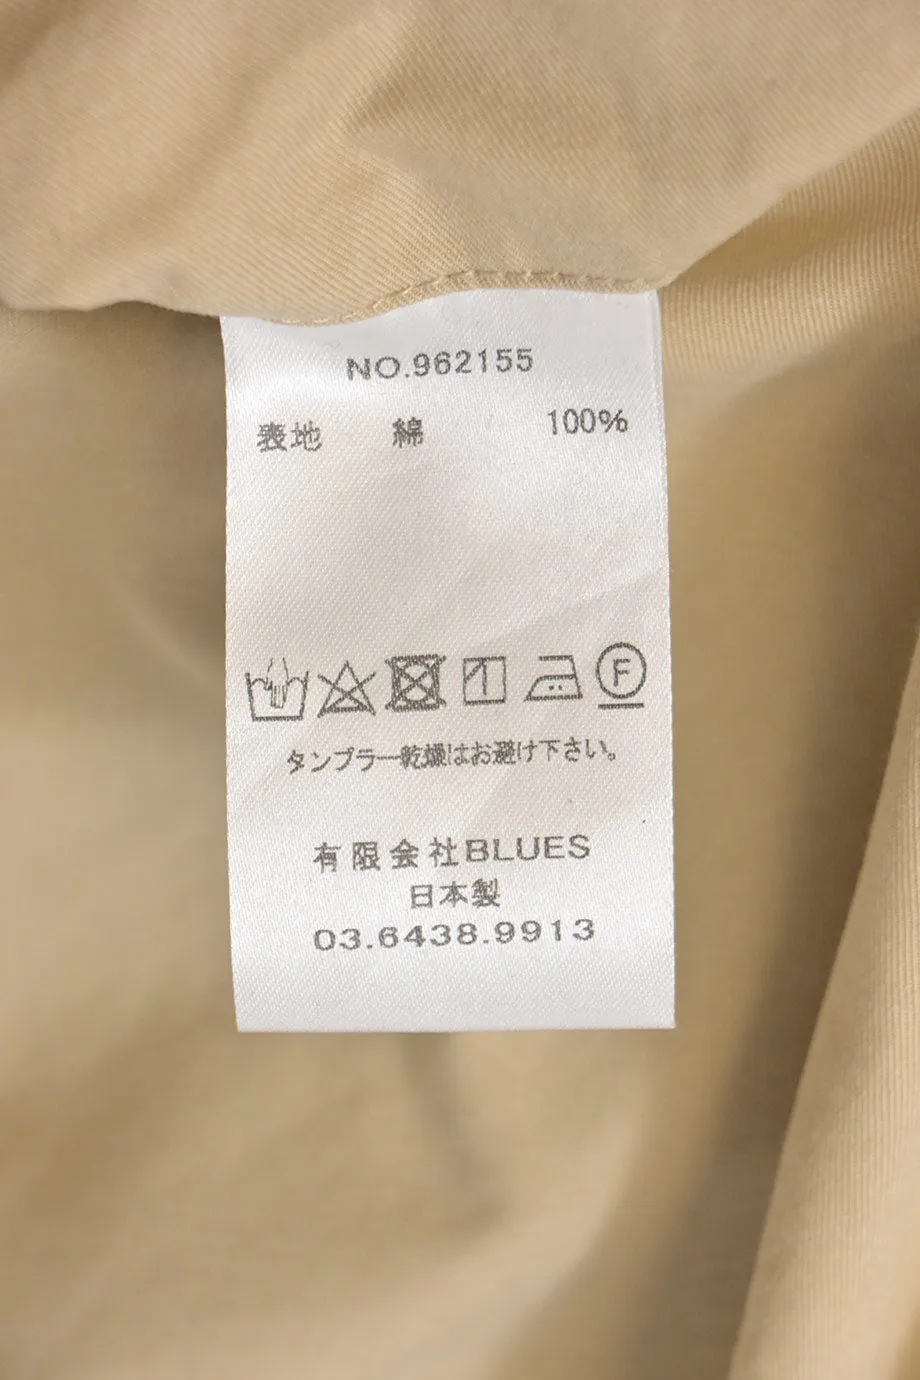 NO.962155
表地 綿 100%
F
タンブラー乾燥はお避け下さい。
有限会社BLUES
日本製
03.6438.9913